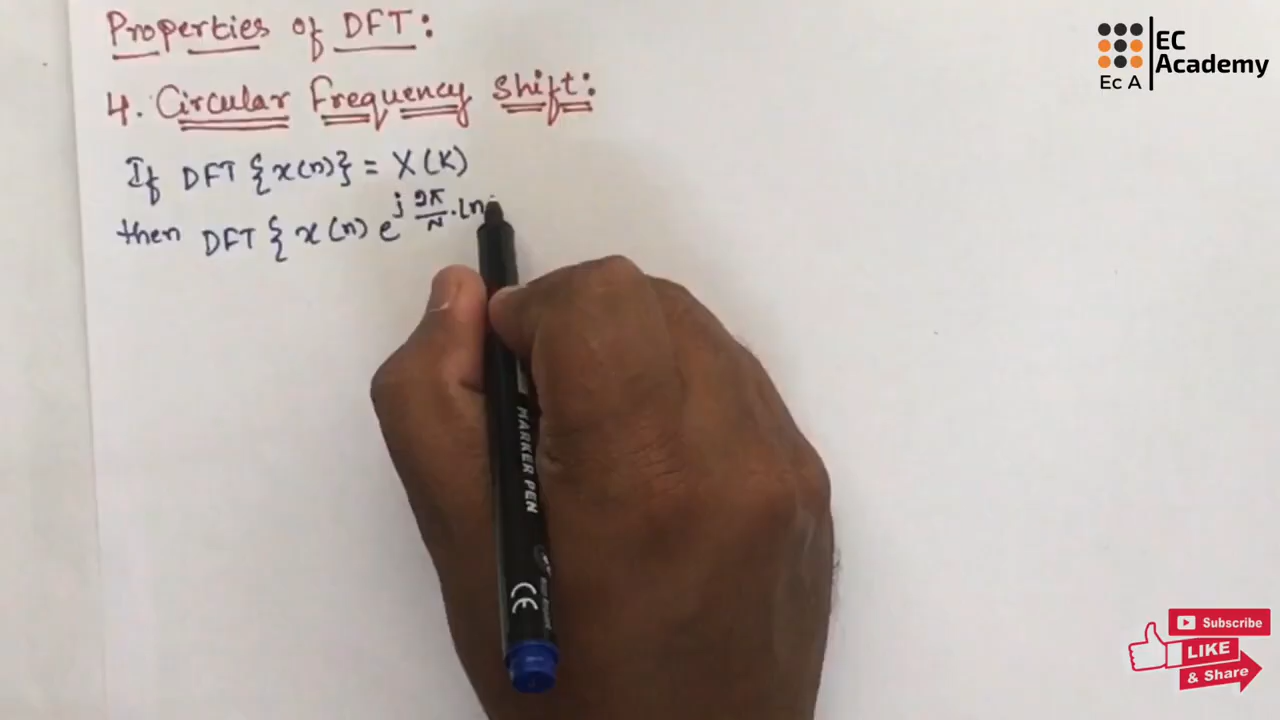 Properties of DFT:
4. Circular Frequency Shift:
If DFT {x(n)} = X(K)
then DFT { x(n) e^{j 2π/N . ln}
EC Academy
Ec A
MARKER PEN
CE
Subscribe
LIKE
& Share